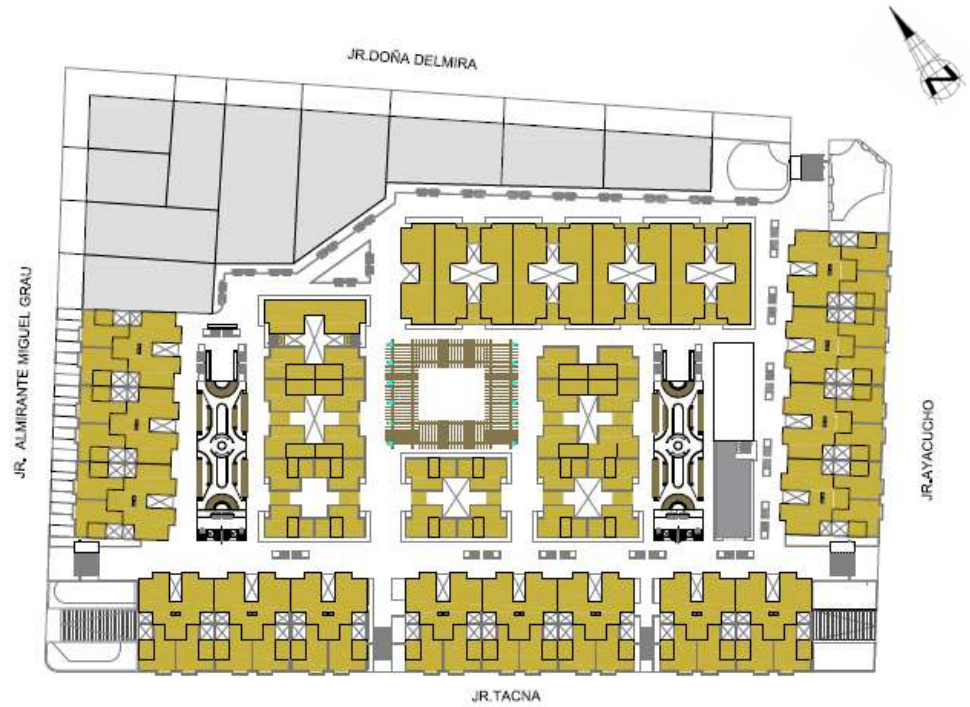 JR.DOÑA DELMIRA
N
JR. ALMIRANTE MIGUEL GRAU
JR.AYACUCHO
JR.TACNA